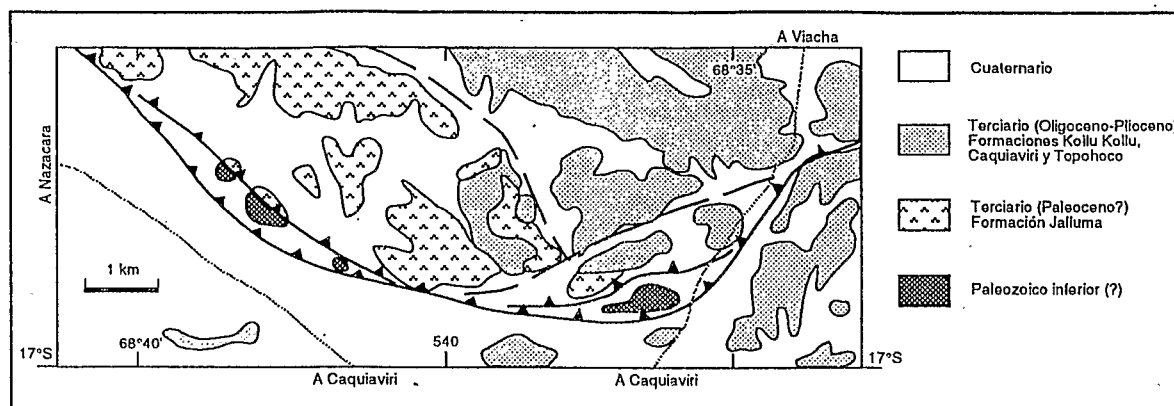 A Viacha
68°35'
A Nazacara
1 km
68°40'
540
17°S
17°S
A Caquiaviri
A Caquiaviri
Cuaternario
Terciario (Oligoceno-Plioceno)
Formaciones Kollu Kollu,
Caquiaviri y Topohoco
Terciario (Paleoceno?)
Formación Jalluma
Paleozoico inferior (?)